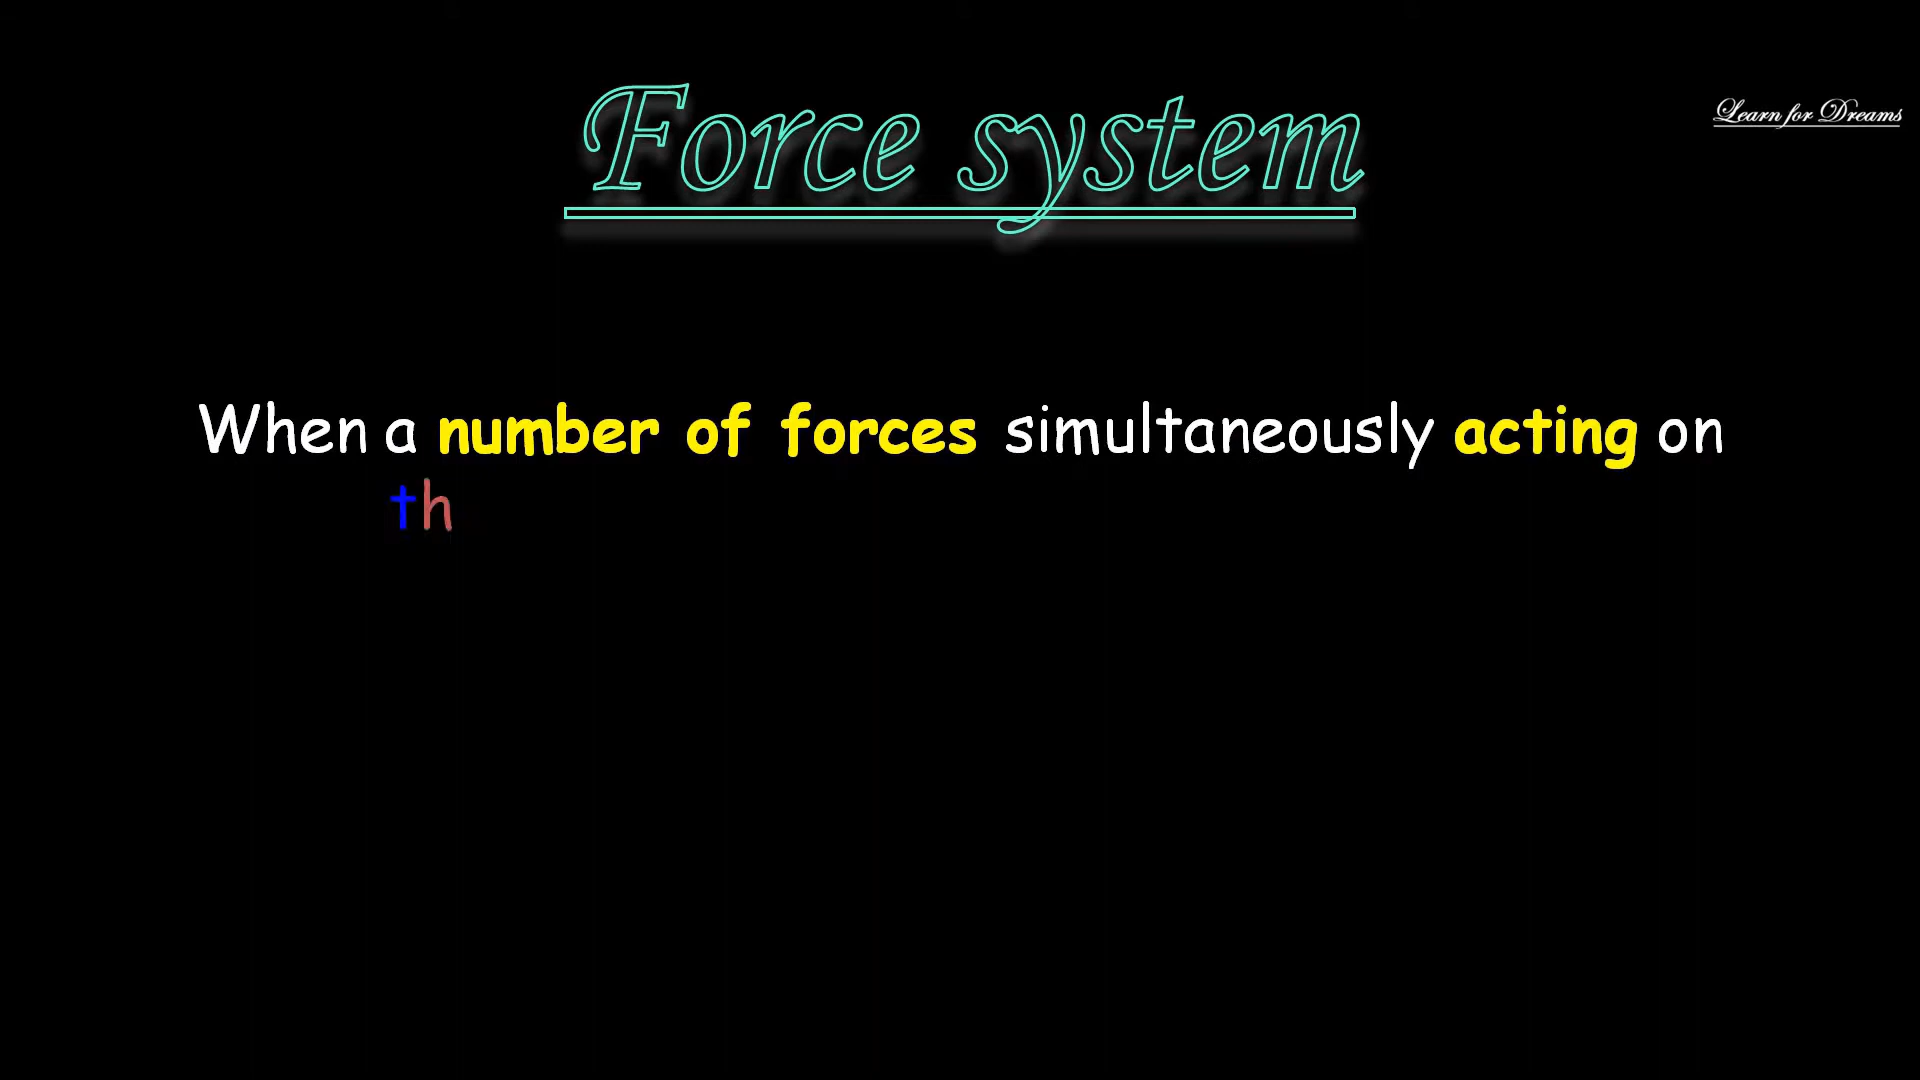 Force system
Learn for Dreams
When a number of forces simultaneously acting on
th